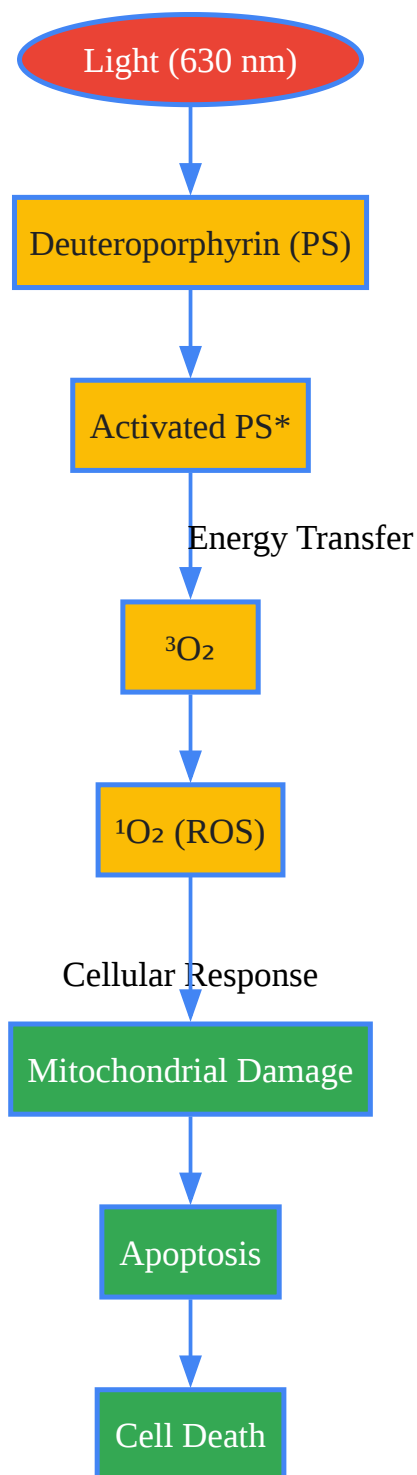 Light (630 nm)
Deuteroporphyrin (PS)
Activated PS*
Energy Transfer
³O₂
¹O₂ (ROS)
Cellular Response
Mitochondrial Damage
Apoptosis
Cell Death